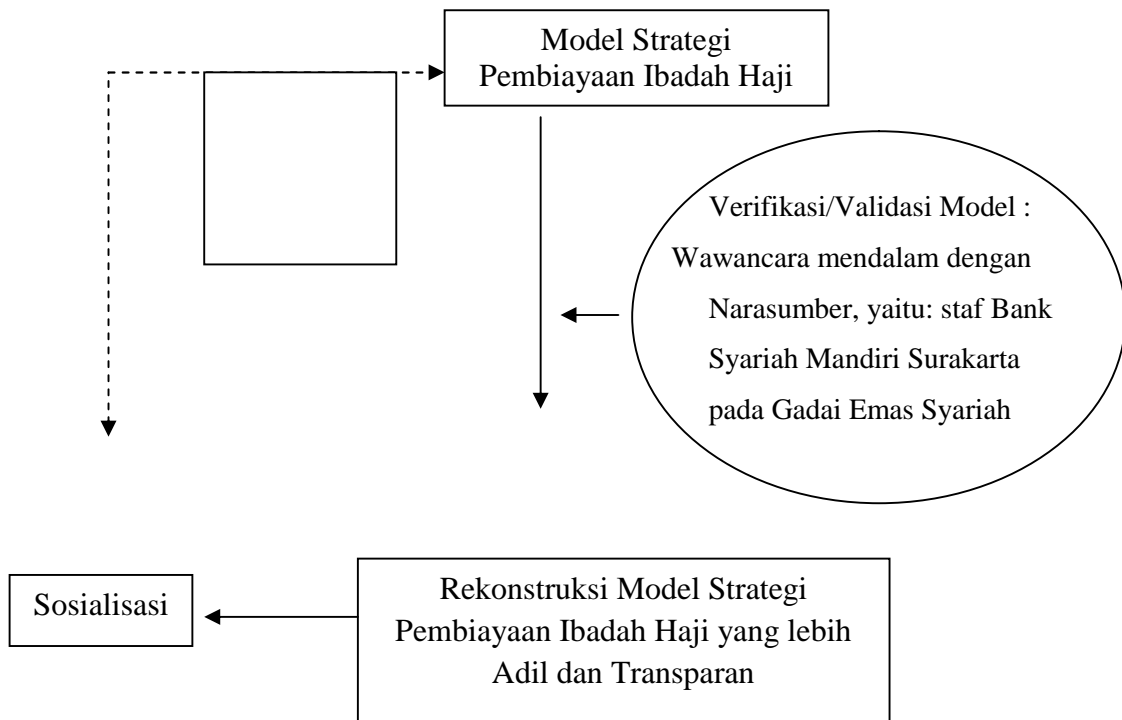 Model Strategi
Pembiayaan Ibadah Haji
Verifikasi/Validasi Model :
Wawancara mendalam dengan
Narasumber, yaitu: staf Bank
Syariah Mandiri Surakarta
pada Gadai Emas Syariah
Sosialisasi
Rekonstruksi Model Strategi
Pembiayaan Ibadah Haji yang lebih
Adil dan Transparan